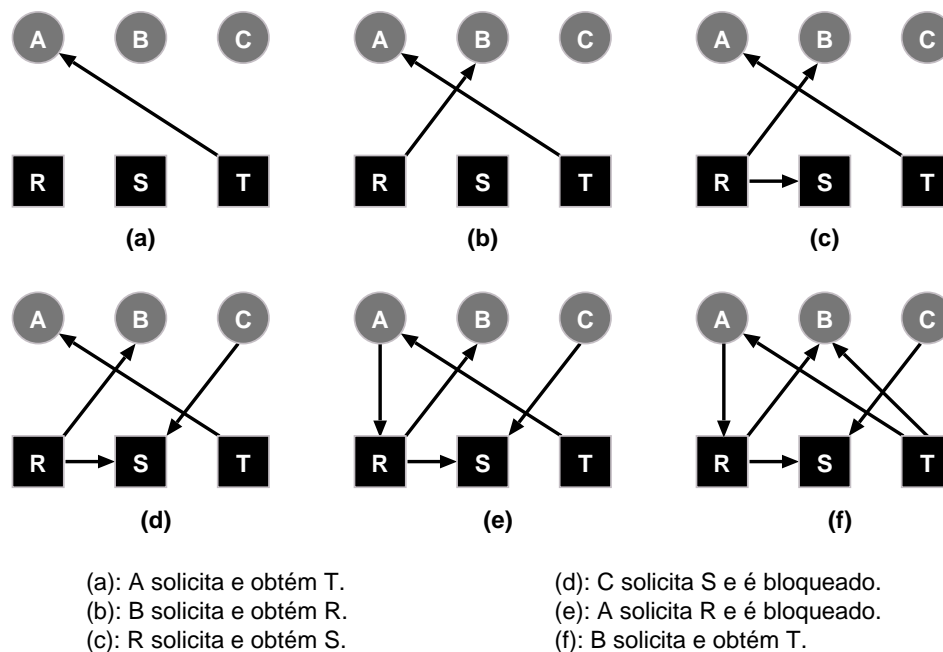 A B C
R S T
(a)
A B C
R S T
(b)
A B C
R S T
(c)
A B C
R S T
(d)
A B C
R S T
(e)
A B C
R S T
(f)
(a): A solicita e obtém T.
(b): B solicita e obtém R.
(c): R solicita e obtém S.
(d): C solicita S e é bloqueado.
(e): A solicita R e é bloqueado.
(f): B solicita e obtém T.